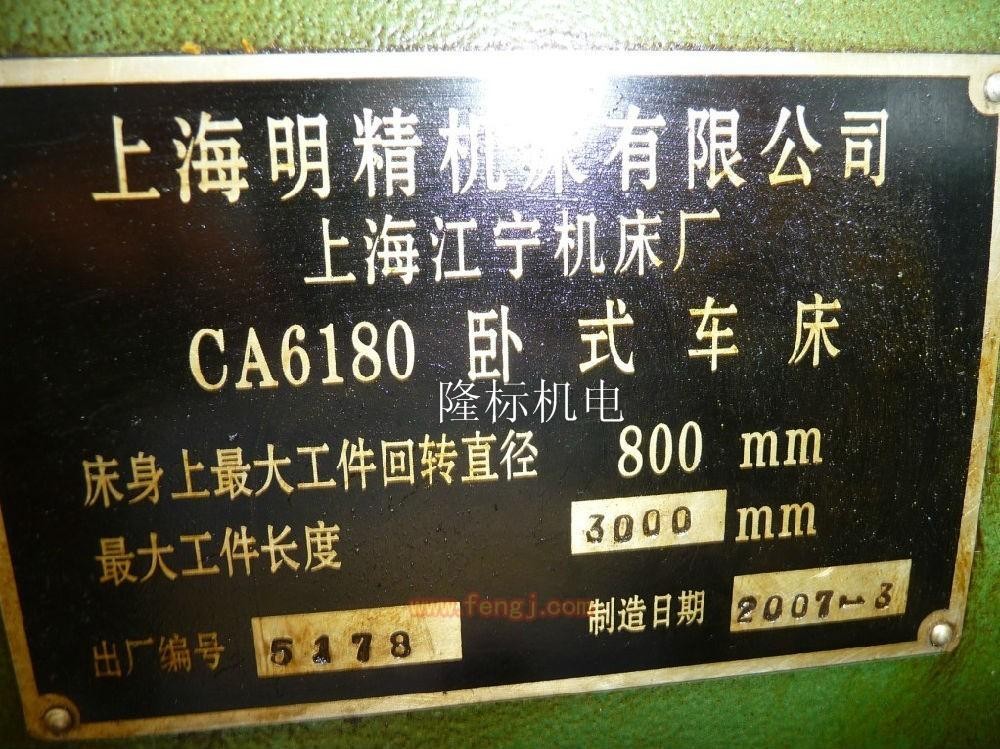 上海明精机床有限公司
上海江宁机床厂
CA6180 卧式车床
隆标机电
床身上最大工件回转直径 800 mm
最大工件长度 3000 mm
www.fengj.com
出厂编号 5178 制造日期 2007-3